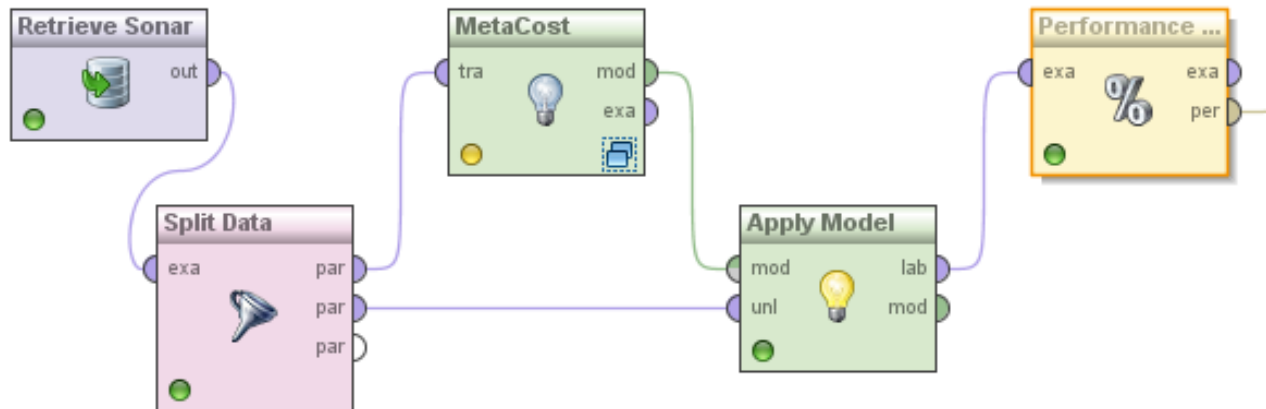 Retrieve Sonar
out
MetaCost
tra
mod
exa
Performance ...
exa
exa
per
%
Split Data
exa
par
par
par
Apply Model
mod
lab
unl
mod